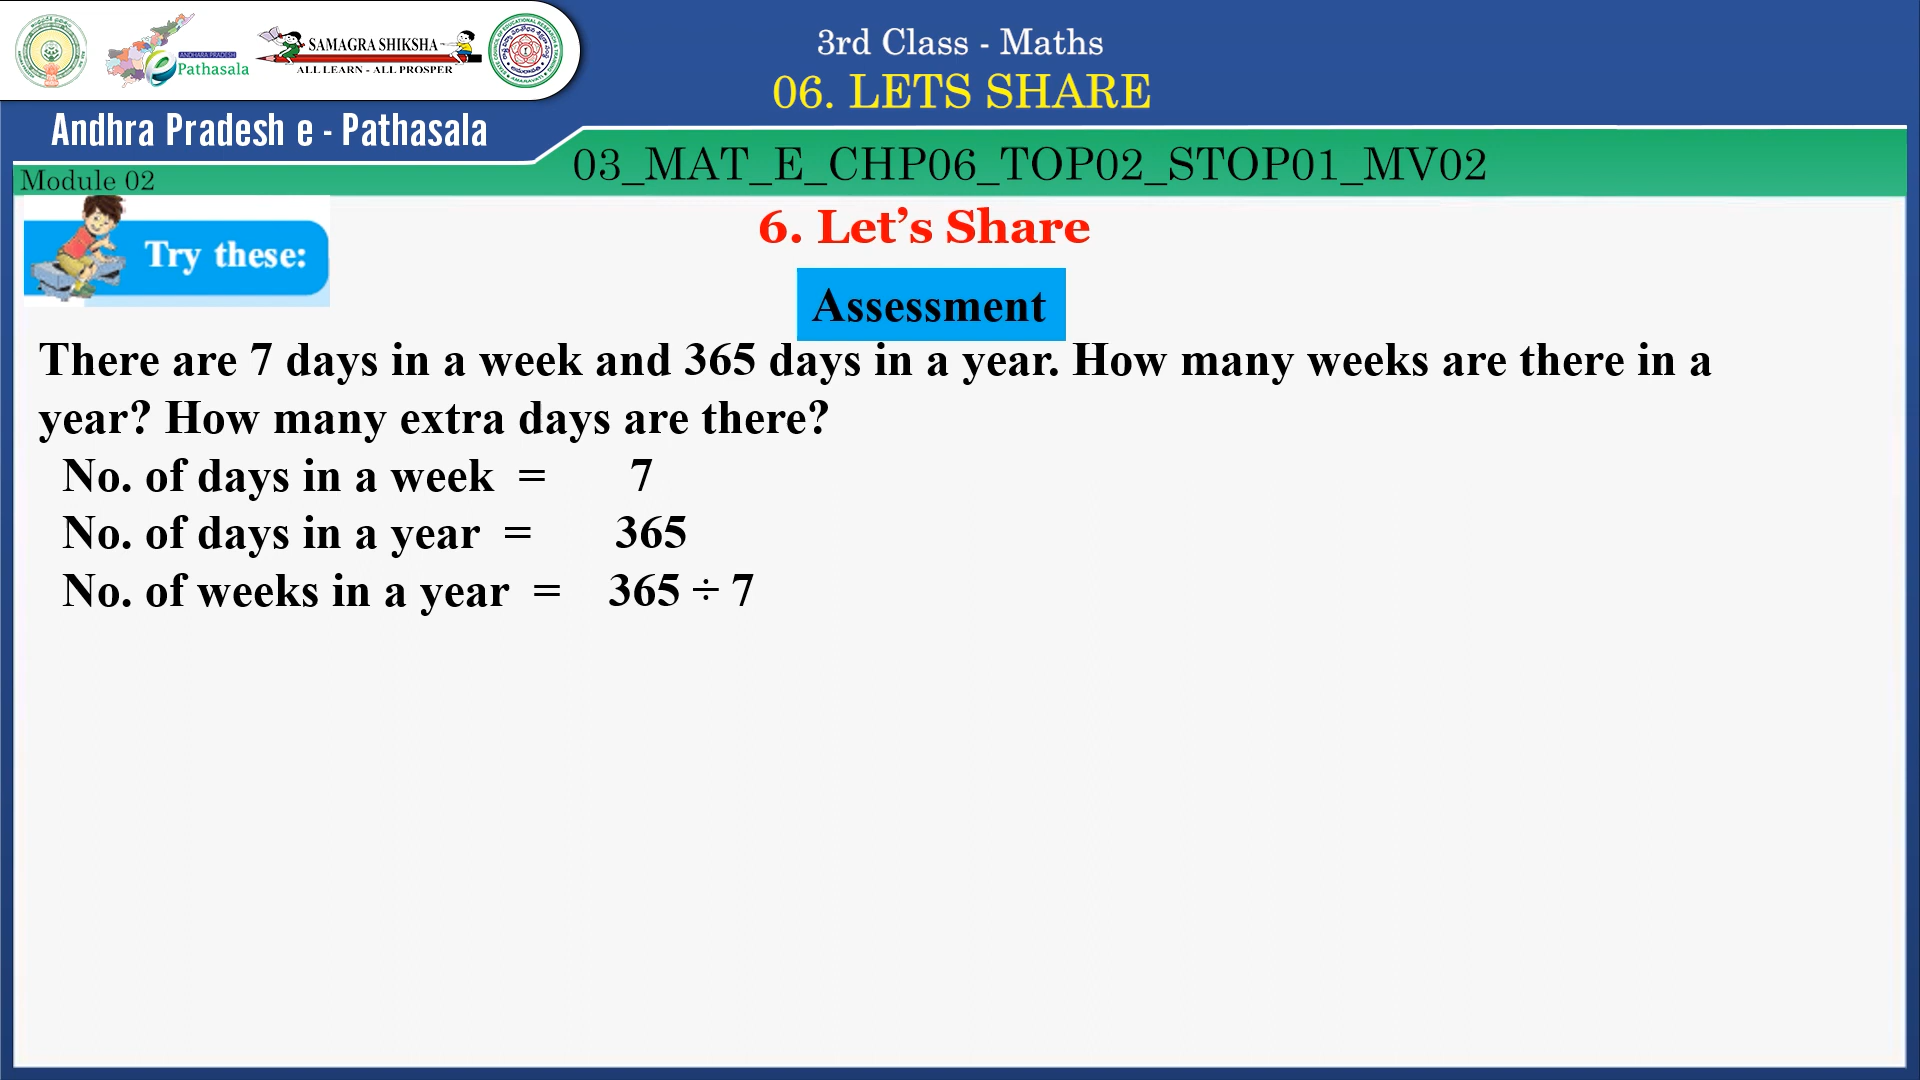 3rd Class - Maths
06. LETS SHARE
ANDHARA PRADESH
e Pathasala
SAMAGRA SHIKSHA
ALL LEARN - ALL PROSPER
Andhra Pradesh e - Pathasala
03_MAT_E_CHP06_TOP02_STOP01_MV02
Module 02
6. Let’s Share
Try these:
Assessment
There are 7 days in a week and 365 days in a year. How many weeks are there in a
year? How many extra days are there?
No. of days in a week = 7
No. of days in a year = 365
No. of weeks in a year = 365 ÷ 7